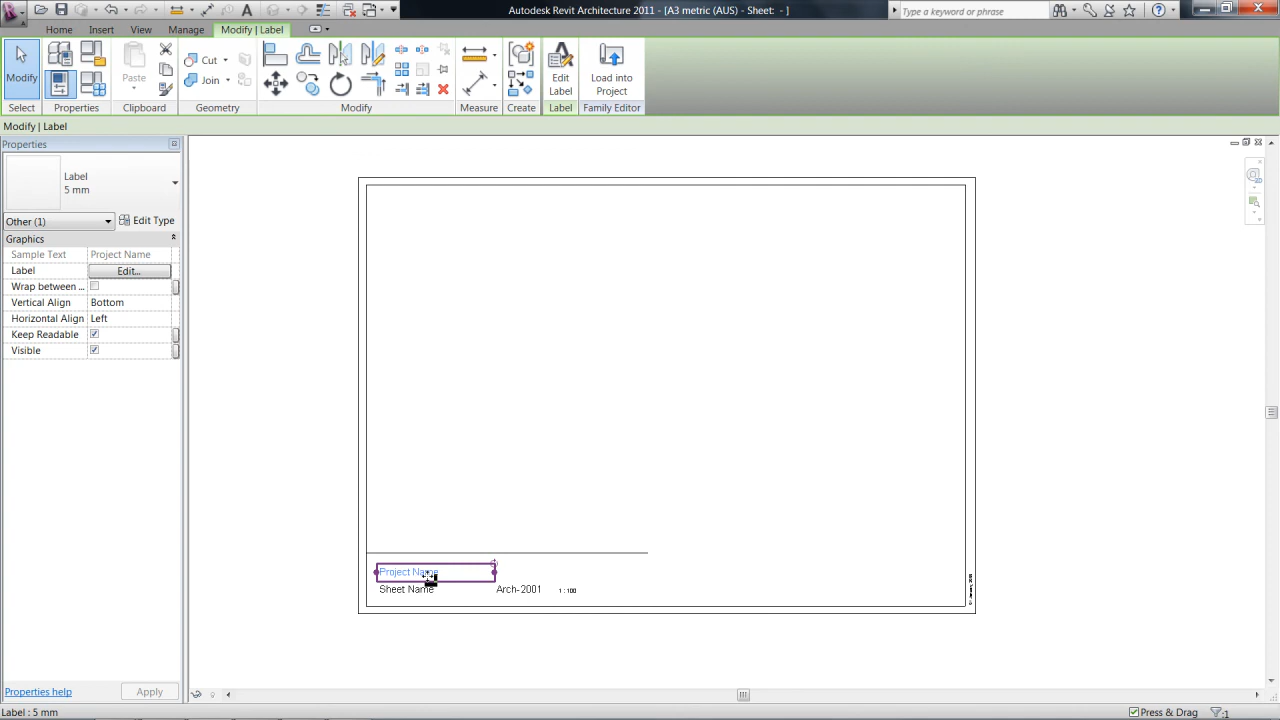 Autodesk Revit Architecture 2011 - [A3 metric (AUS) - Sheet: - ]
Type a keyword or phrase
Home Insert View Manage Modify | Label
Modify
Cut
Join
Paste
Edit Label
Load into Project
Select Properties Clipboard Geometry Modify Measure Create Label Family Editor
Modify | Label
Properties
Label
5 mm
Other (1) Edit Type
Graphics
Sample Text Project Name
Label Edit...
Wrap between ...
Vertical Align Bottom
Horizontal Align Left
Keep Readable
Visible
Project Name
Sheet Name Arch-2001 1 : 100
Properties help Apply
Label : 5 mm
Press & Drag :1